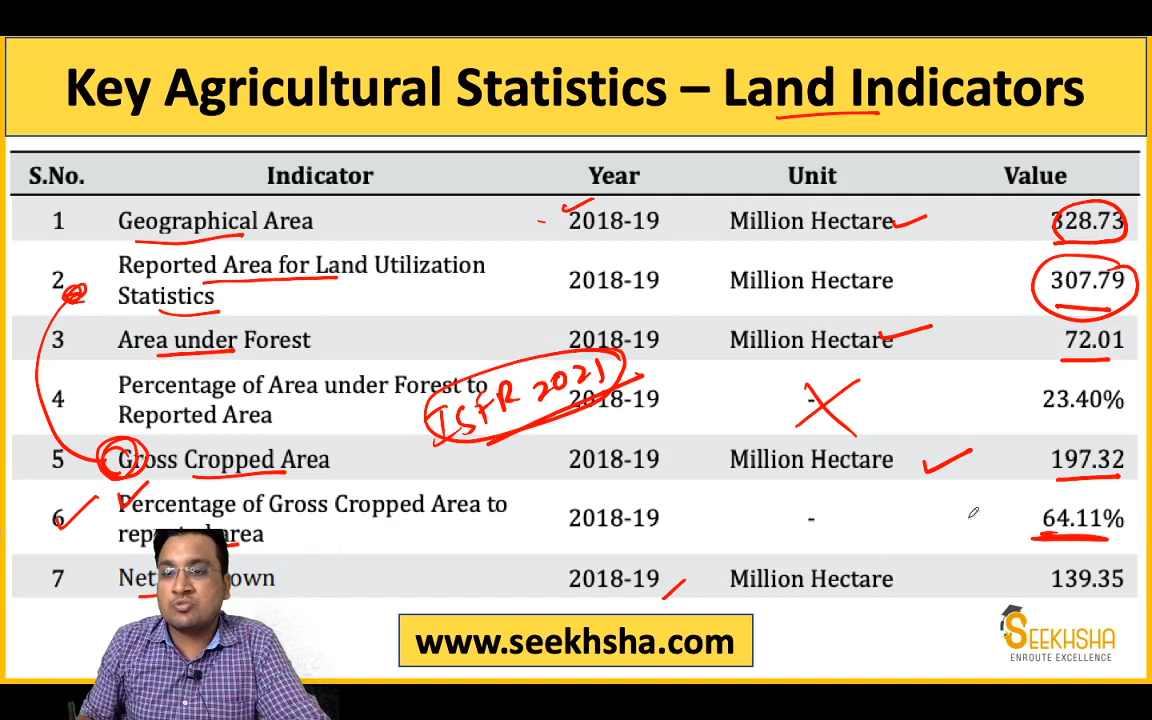 Key Agricultural Statistics – Land Indicators
S.No. Indicator Year Unit Value
1 Geographical Area 2018-19 Million Hectare 328.73
2 Reported Area for Land Utilization Statistics 2018-19 Million Hectare 307.79
3 Area under Forest 2018-19 Million Hectare 72.01
4 Percentage of Area under Forest to Reported Area 2018-19 - 23.40%
ISFR 2021
5 Gross Cropped Area 2018-19 Million Hectare 197.32
6 Percentage of Gross Cropped Area to area 2018-19 - 64.11%
7 Net 2018-19 Million Hectare 139.35
www.seekhsha.com
SEEKHSHA
ENROUTE EXCELLENCE